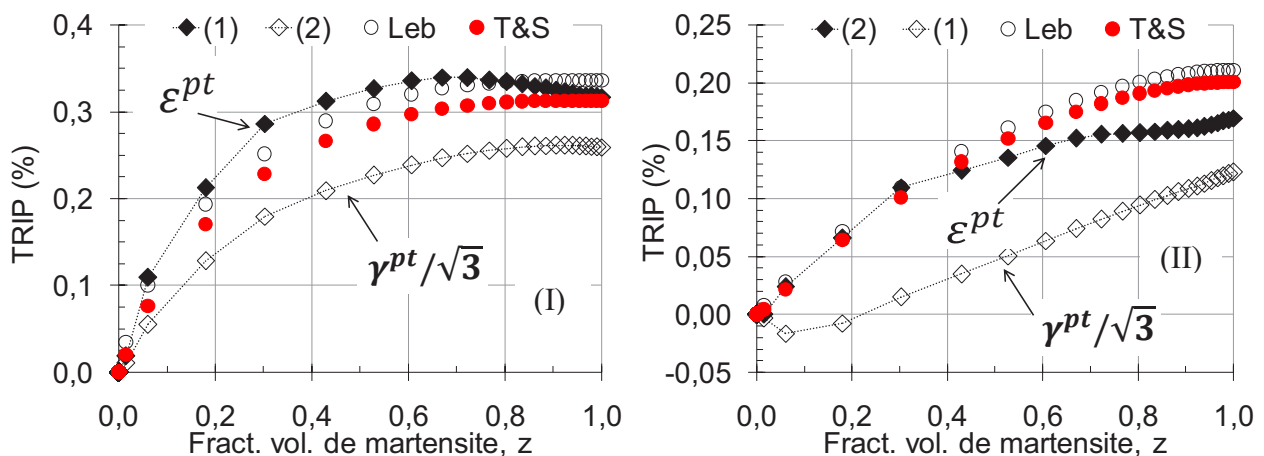 (1) (2) Leb T&S
TRIP (%)
0,4
0,3
0,2
0,1
0,0
0,0 0,2 0,4 0,6 0,8 1,0
Fract. vol. de martensite, z
ε^{pt}
γ^{pt}/√3
(I)
(2) (1) Leb T&S
TRIP (%)
0,25
0,20
0,15
0,10
0,05
0,00
-0,05
0,0 0,2 0,4 0,6 0,8 1,0
Fract. vol. de martensite, z
ε^{pt}
γ^{pt}/√3
(II)